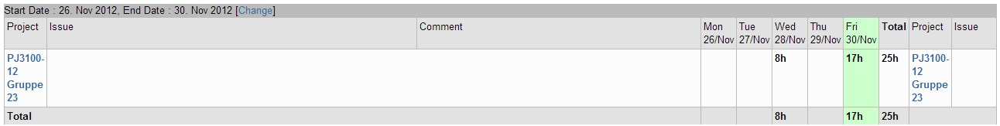 Start Date : 26. Nov 2012, End Date : 30. Nov 2012 [Change]
Project Issue Comment Mon 26/Nov Tue 27/Nov Wed 28/Nov Thu 29/Nov Fri 30/Nov Total Project Issue
PJ3100-12 Gruppe 23 8h 17h 25h PJ3100-12 Gruppe 23
Total 8h 17h 25h